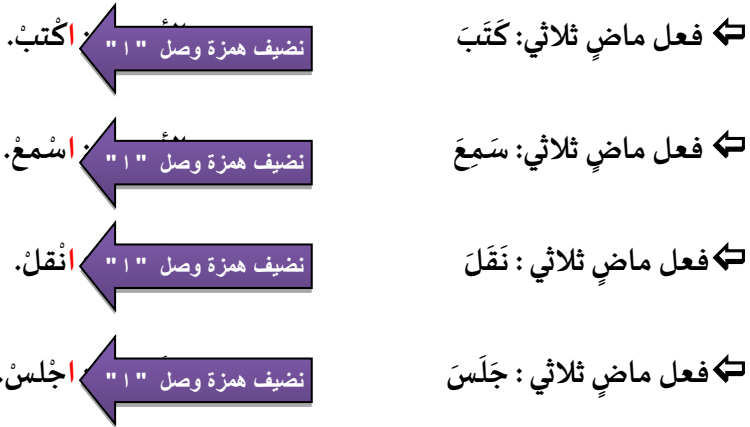 فعل ماضٍ ثلاثي: كَتَبَ نضيف همزة وصل "ا" : اكْتبْ.
فعل ماضٍ ثلاثي: سَمِعَ نضيف همزة وصل "ا" : اسْمعْ.
فعل ماضٍ ثلاثي : نَقَلَ نضيف همزة وصل "ا" انْقلْ.
فعل ماضٍ ثلاثي : جَلَسَ نضيف همزة وصل "ا" : اجْلسْ.